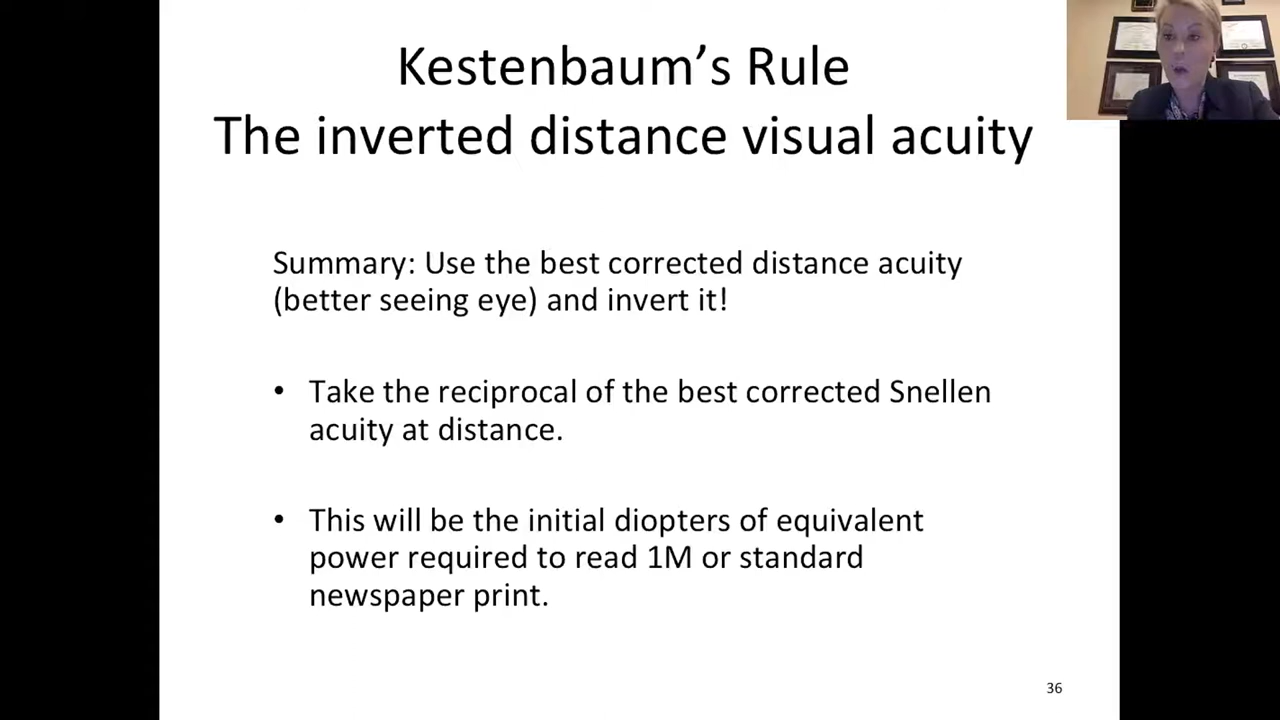 Kestenbaum’s Rule
The inverted distance visual acuity
Summary: Use the best corrected distance acuity
(better seeing eye) and invert it!
• Take the reciprocal of the best corrected Snellen
acuity at distance.
• This will be the initial diopters of equivalent
power required to read 1M or standard
newspaper print.
36